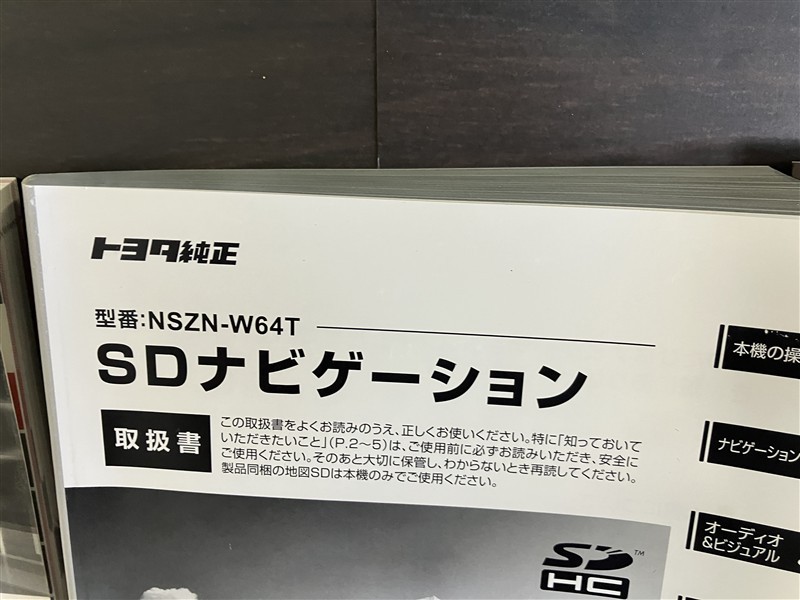 トヨタ純正
型番:NSZN-W64T
SDナビゲーション
取扱書
この取扱書をよくお読みのうえ、正しくお使いください。特に「知っておいて
いただきたいこと」(P.2~5)は、ご使用前に必ずお読みいただき、安全に
ご使用ください。そのあと大切に保管し、わからないとき再読してください。
製品同梱の地図SDは本機のみでご使用ください。
本機の操
ナビゲーション
オーディオ
&ビジュアル
SD™
HC